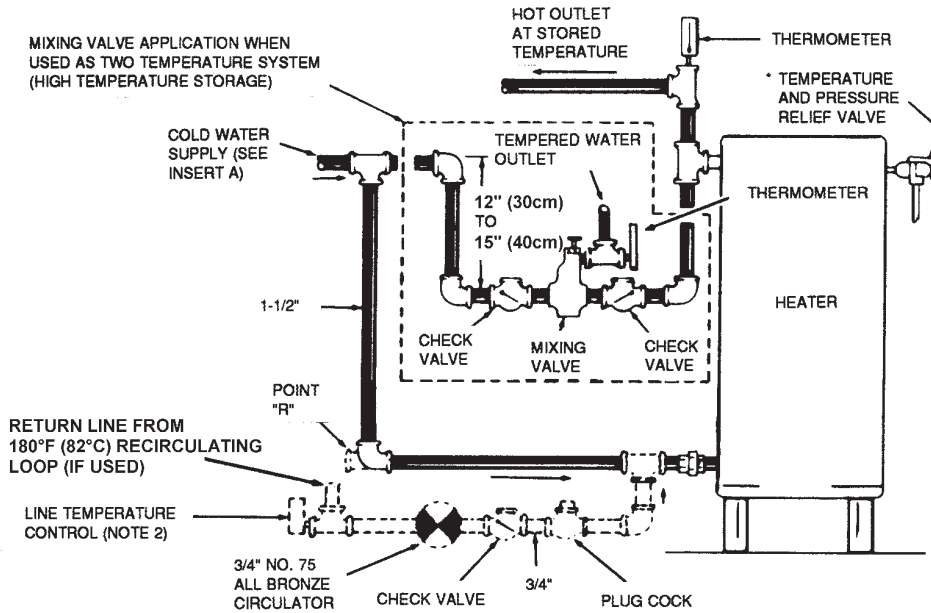 HOT OUTLET
AT STORED
TEMPERATURE
THERMOMETER
MIXING VALVE APPLICATION WHEN
USED AS TWO TEMPERATURE SYSTEM
(HIGH TEMPERATURE STORAGE)
* TEMPERATURE
AND PRESSURE
RELIEF VALVE
COLD WATER
SUPPLY (SEE
INSERT A)
TEMPERED WATER
OUTLET
12" (30cm)
TO
15" (40cm)
THERMOMETER
1-1/2"
HEATER
CHECK
VALVE
MIXING
VALVE
CHECK
VALVE
POINT
"R"
RETURN LINE FROM
180°F (82°C) RECIRCULATING
LOOP (IF USED)
LINE TEMPERATURE
CONTROL (NOTE 2)
3/4" NO. 75
ALL BRONZE
CIRCULATOR
CHECK VALVE
3/4"
PLUG COCK